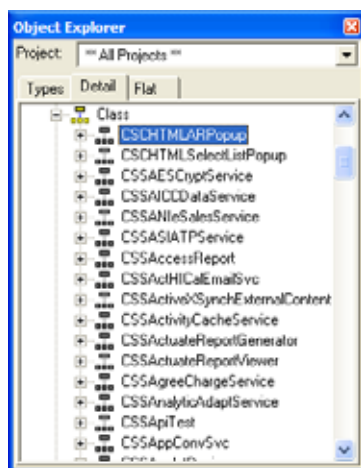 Object Explorer
Project: ** All Projects **
Types Detail Flat
Class
CSCHTMLARPopup
CSCHTMLSelectListPopup
CSSAESCryptService
CSSAICCDataService
CSSANIeSalesService
CSSASIATPService
CSSAccessReport
CSSActHICalEmailSvc
CSSActiveXSynchExternalContent
CSSActivityCacheService
CSSActuateReportGenerator
CSSActuateReportViewer
CSSAgreeChargeService
CSSAnalyticAdaptService
CSSApiTest
CSSAppConvSvc